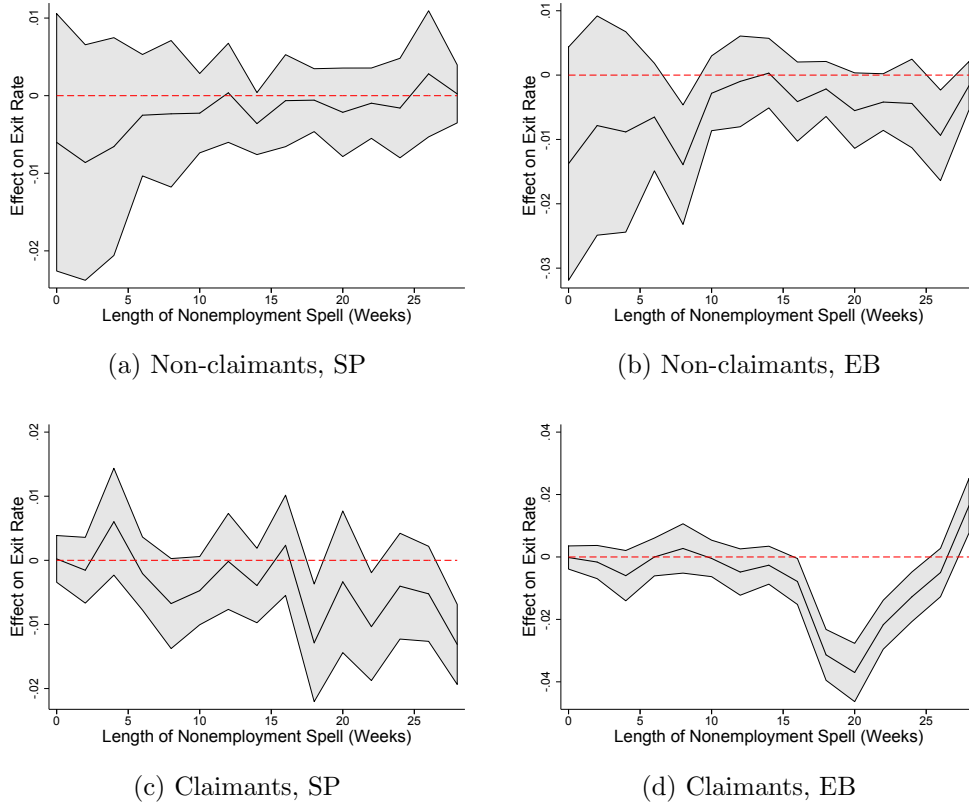 .01
0
-.01
-.02
Effect on Exit Rate
0 5 10 15 20 25
Length of Nonemployment Spell (Weeks)
(a) Non-claimants, SP
.01
0
-.01
-.02
-.03
Effect on Exit Rate
0 5 10 15 20 25
Length of Nonemployment Spell (Weeks)
(b) Non-claimants, EB
.02
.01
0
-.01
-.02
Effect on Exit Rate
0 5 10 15 20 25
Length of Nonemployment Spell (Weeks)
(c) Claimants, SP
.04
.02
0
-.02
-.04
Effect on Exit Rate
0 5 10 15 20 25
Length of Nonemployment Spell (Weeks)
(d) Claimants, EB